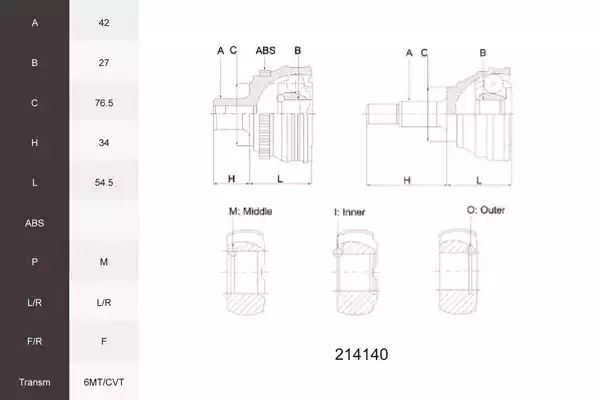 A 42
B 27
C 76.5
H 34
L 54.5
ABS
P M
L/R L/R
F/R F
Transm 6MT/CVT
A C ABS B
A C B
H L
H L
M: Middle
I: Inner
O: Outer
214140